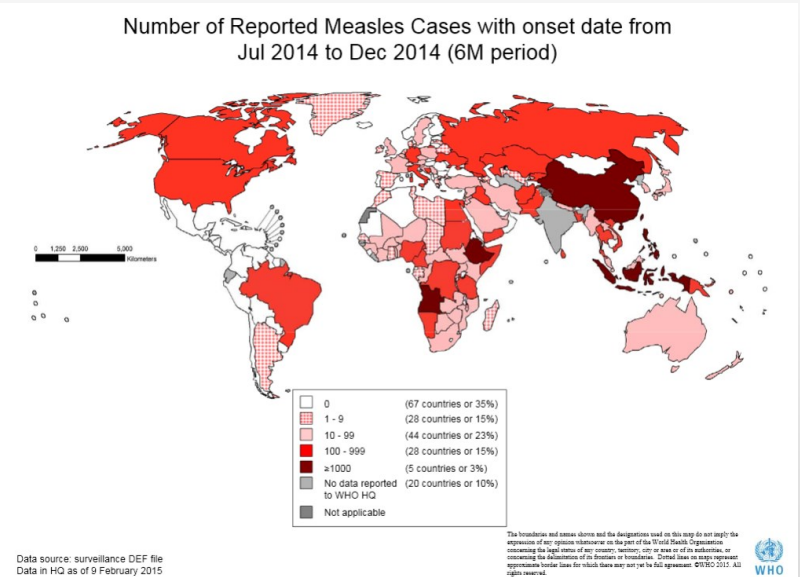 Number of Reported Measles Cases with onset date from
Jul 2014 to Dec 2014 (6M period)
0 1,250 2,500 5,000
Kilometers
0 (67 countries or 35%)
1 - 9 (28 countries or 15%)
10 - 99 (44 countries or 23%)
100 - 999 (28 countries or 15%)
≥1000 (5 countries or 3%)
No data reported (20 countries or 10%)
to WHO HQ
Not applicable
Data source: surveillance DEF file
Data in HQ as of 9 February 2015
The boundaries and names shown and the designations used on this map do not imply the
expression of any opinion whatsoever on the part of the World Health Organization
concerning the legal status of any country, territory, city or area or of its authorities, or
concerning the delimitation of its frontiers or boundaries. Dotted lines on maps represent
approximate border lines for which there may not yet be full agreement. ©WHO 2015. All
rights reserved.
WHO